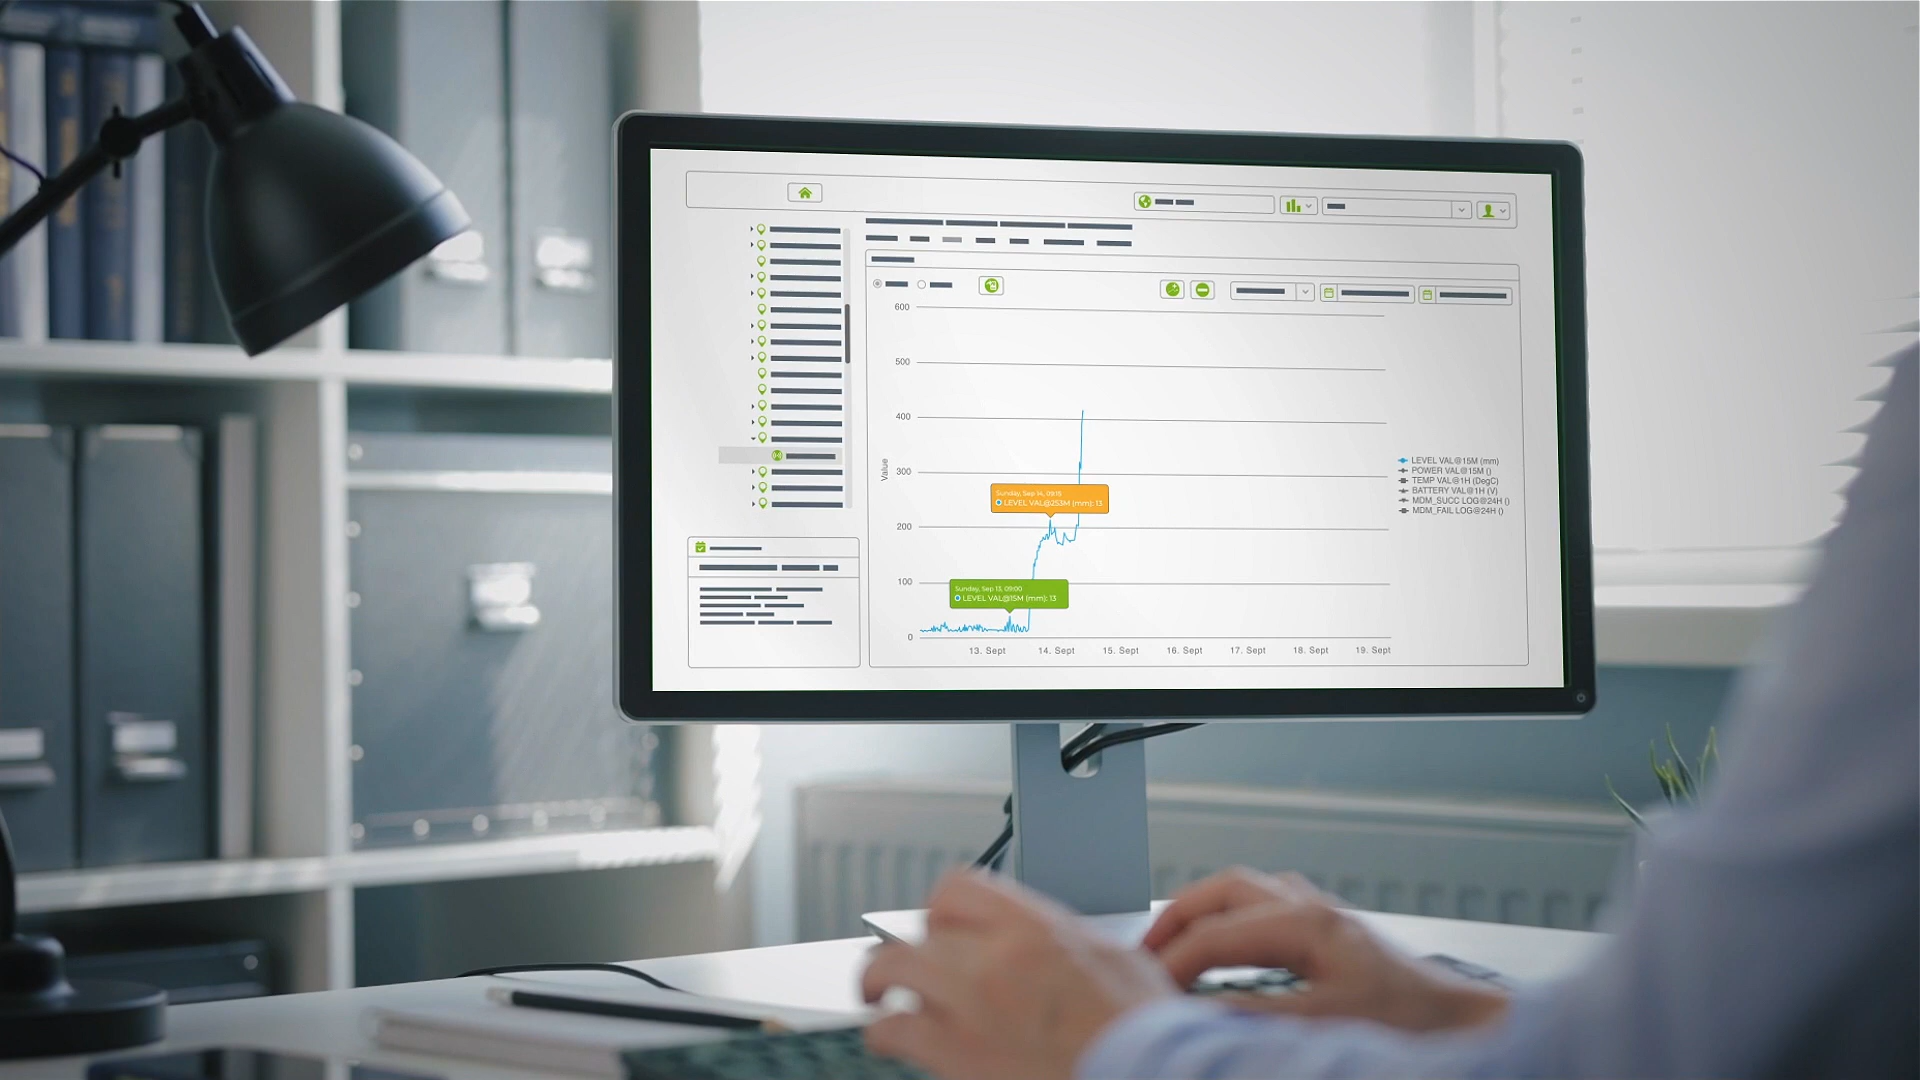 600
500
400
300
200
100
0
Value
Sunday, Sep 14, 09:15
LEVEL VAL@253M (mm): 13
Sunday, Sep 13, 09:00
LEVEL VAL@15M (mm): 13
13. Sept 14. Sept 15. Sept 16. Sept 17. Sept 18. Sept 19. Sept
LEVEL VAL@15M (mm)
POWER VAL@15M ()
TEMP VAL@1H (DegC)
BATTERY VAL@1H (V)
MDM_SUCC LOG@24H ()
MDM_FAIL LOG@24H ()